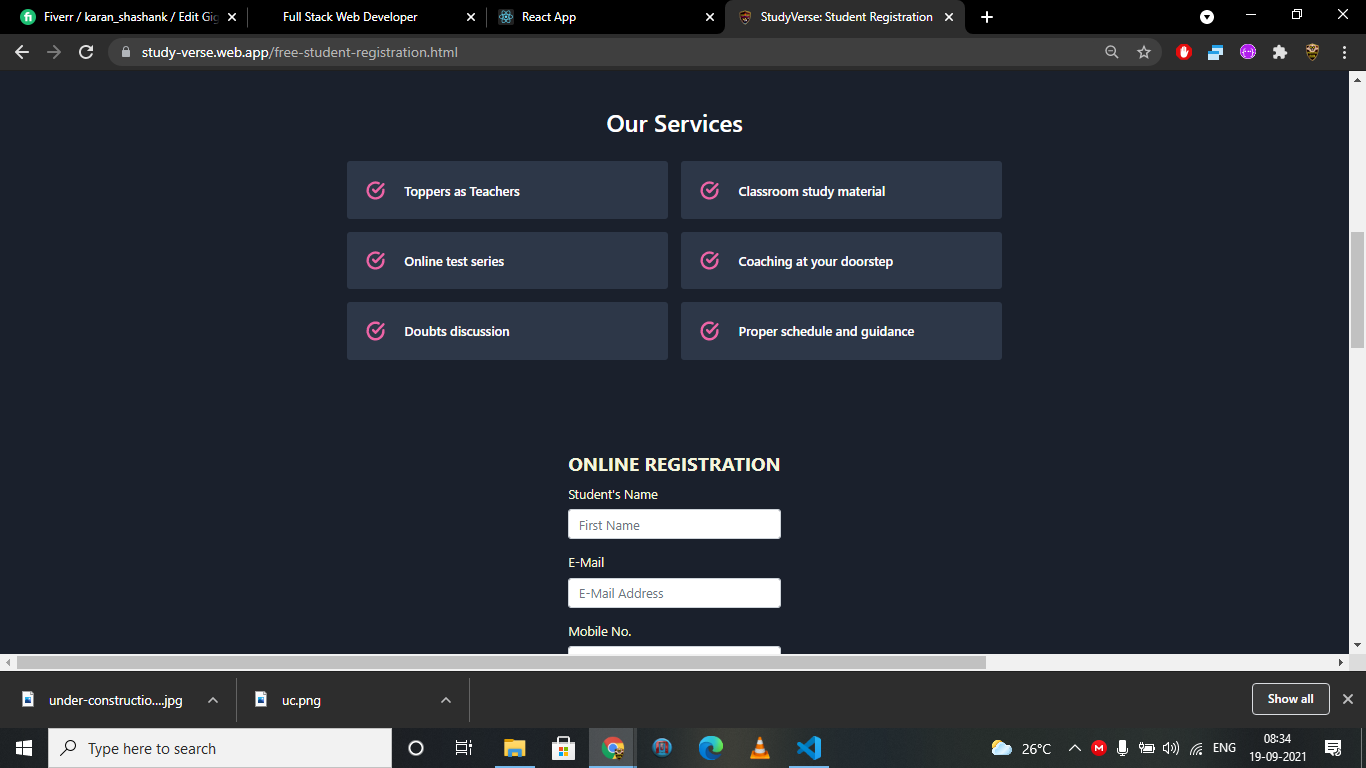 Fiverr / karan_shashank / Edit Gig
Full Stack Web Developer
React App
StudyVerse: Student Registration
study-verse.web.app/free-student-registration.html
Our Services
Toppers as Teachers
Classroom study material
Online test series
Coaching at your doorstep
Doubts discussion
Proper schedule and guidance
ONLINE REGISTRATION
Student's Name
First Name
E-Mail
E-Mail Address
Mobile No.
under-constructio....jpg
uc.png
Show all
Type here to search
26°C
ENG
08:34
19-09-2021